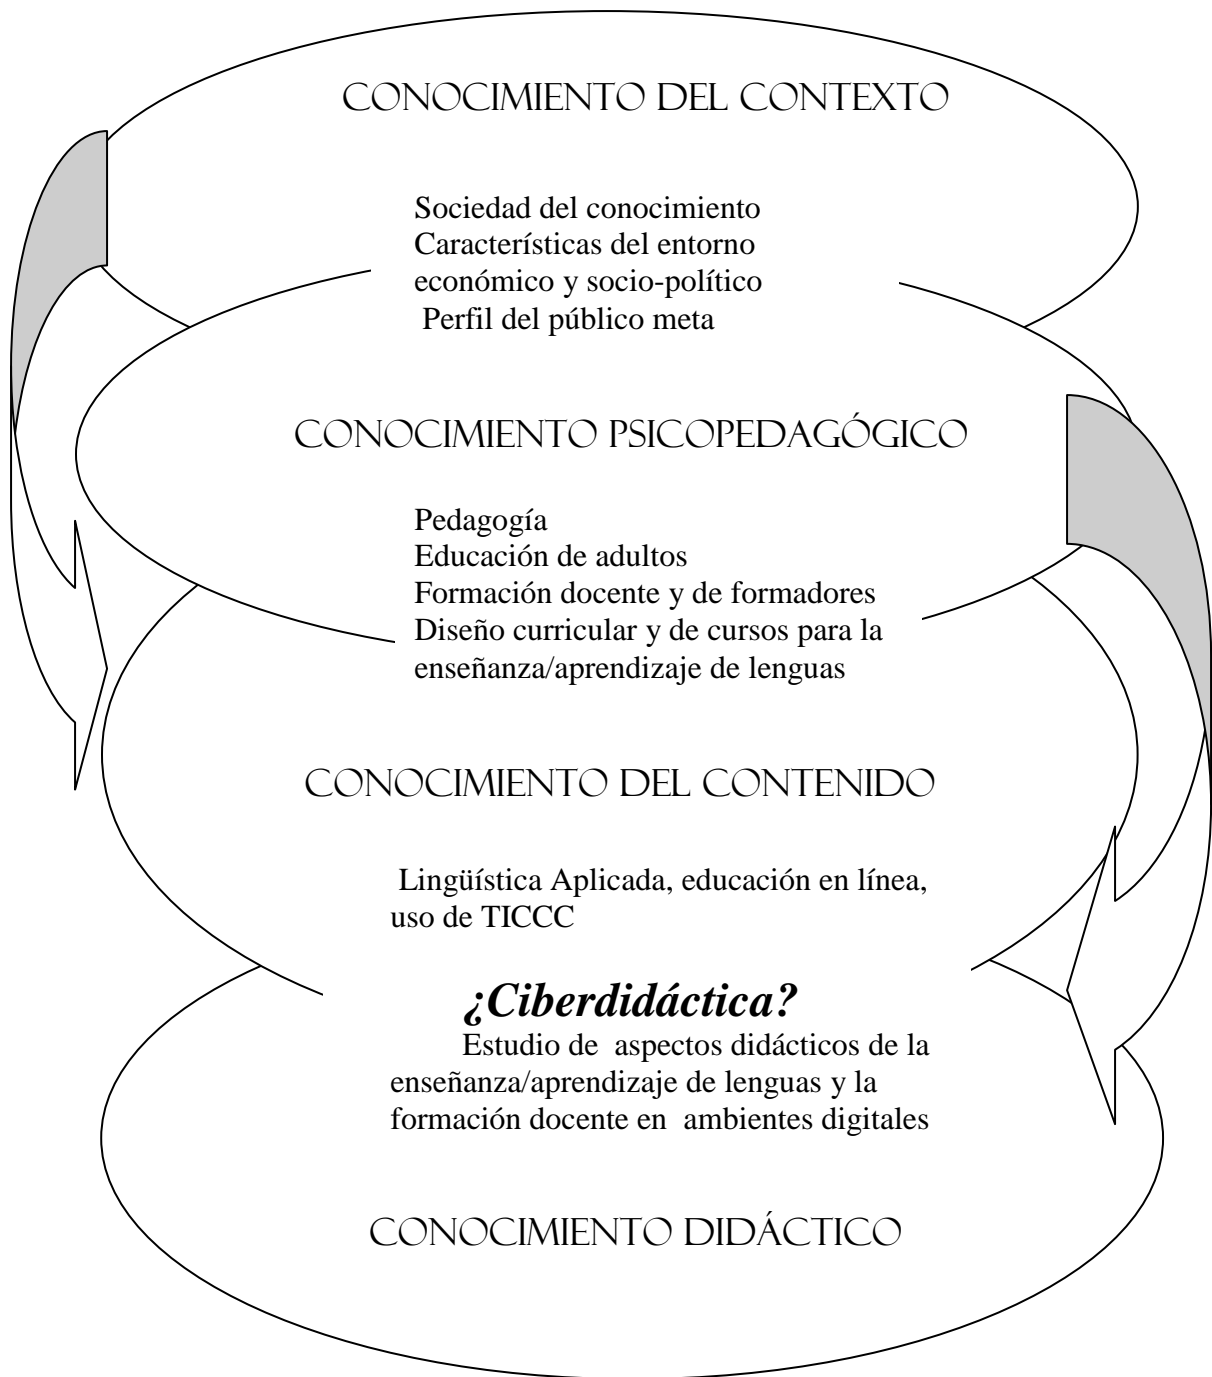 CONOCIMIENTO DEL CONTEXTO
Sociedad del conocimiento
Características del entorno
económico y socio-político
Perfil del público meta
CONOCIMIENTO PSICOPEDAGÓGICO
Pedagogía
Educación de adultos
Formación docente y de formadores
Diseño curricular y de cursos para la
enseñanza/aprendizaje de lenguas
CONOCIMIENTO DEL CONTENIDO
Lingüística Aplicada, educación en línea,
uso de TICCC
¿Ciberdidáctica?
Estudio de aspectos didácticos de la
enseñanza/aprendizaje de lenguas y la
formación docente en ambientes digitales
CONOCIMIENTO DIDÁCTICO